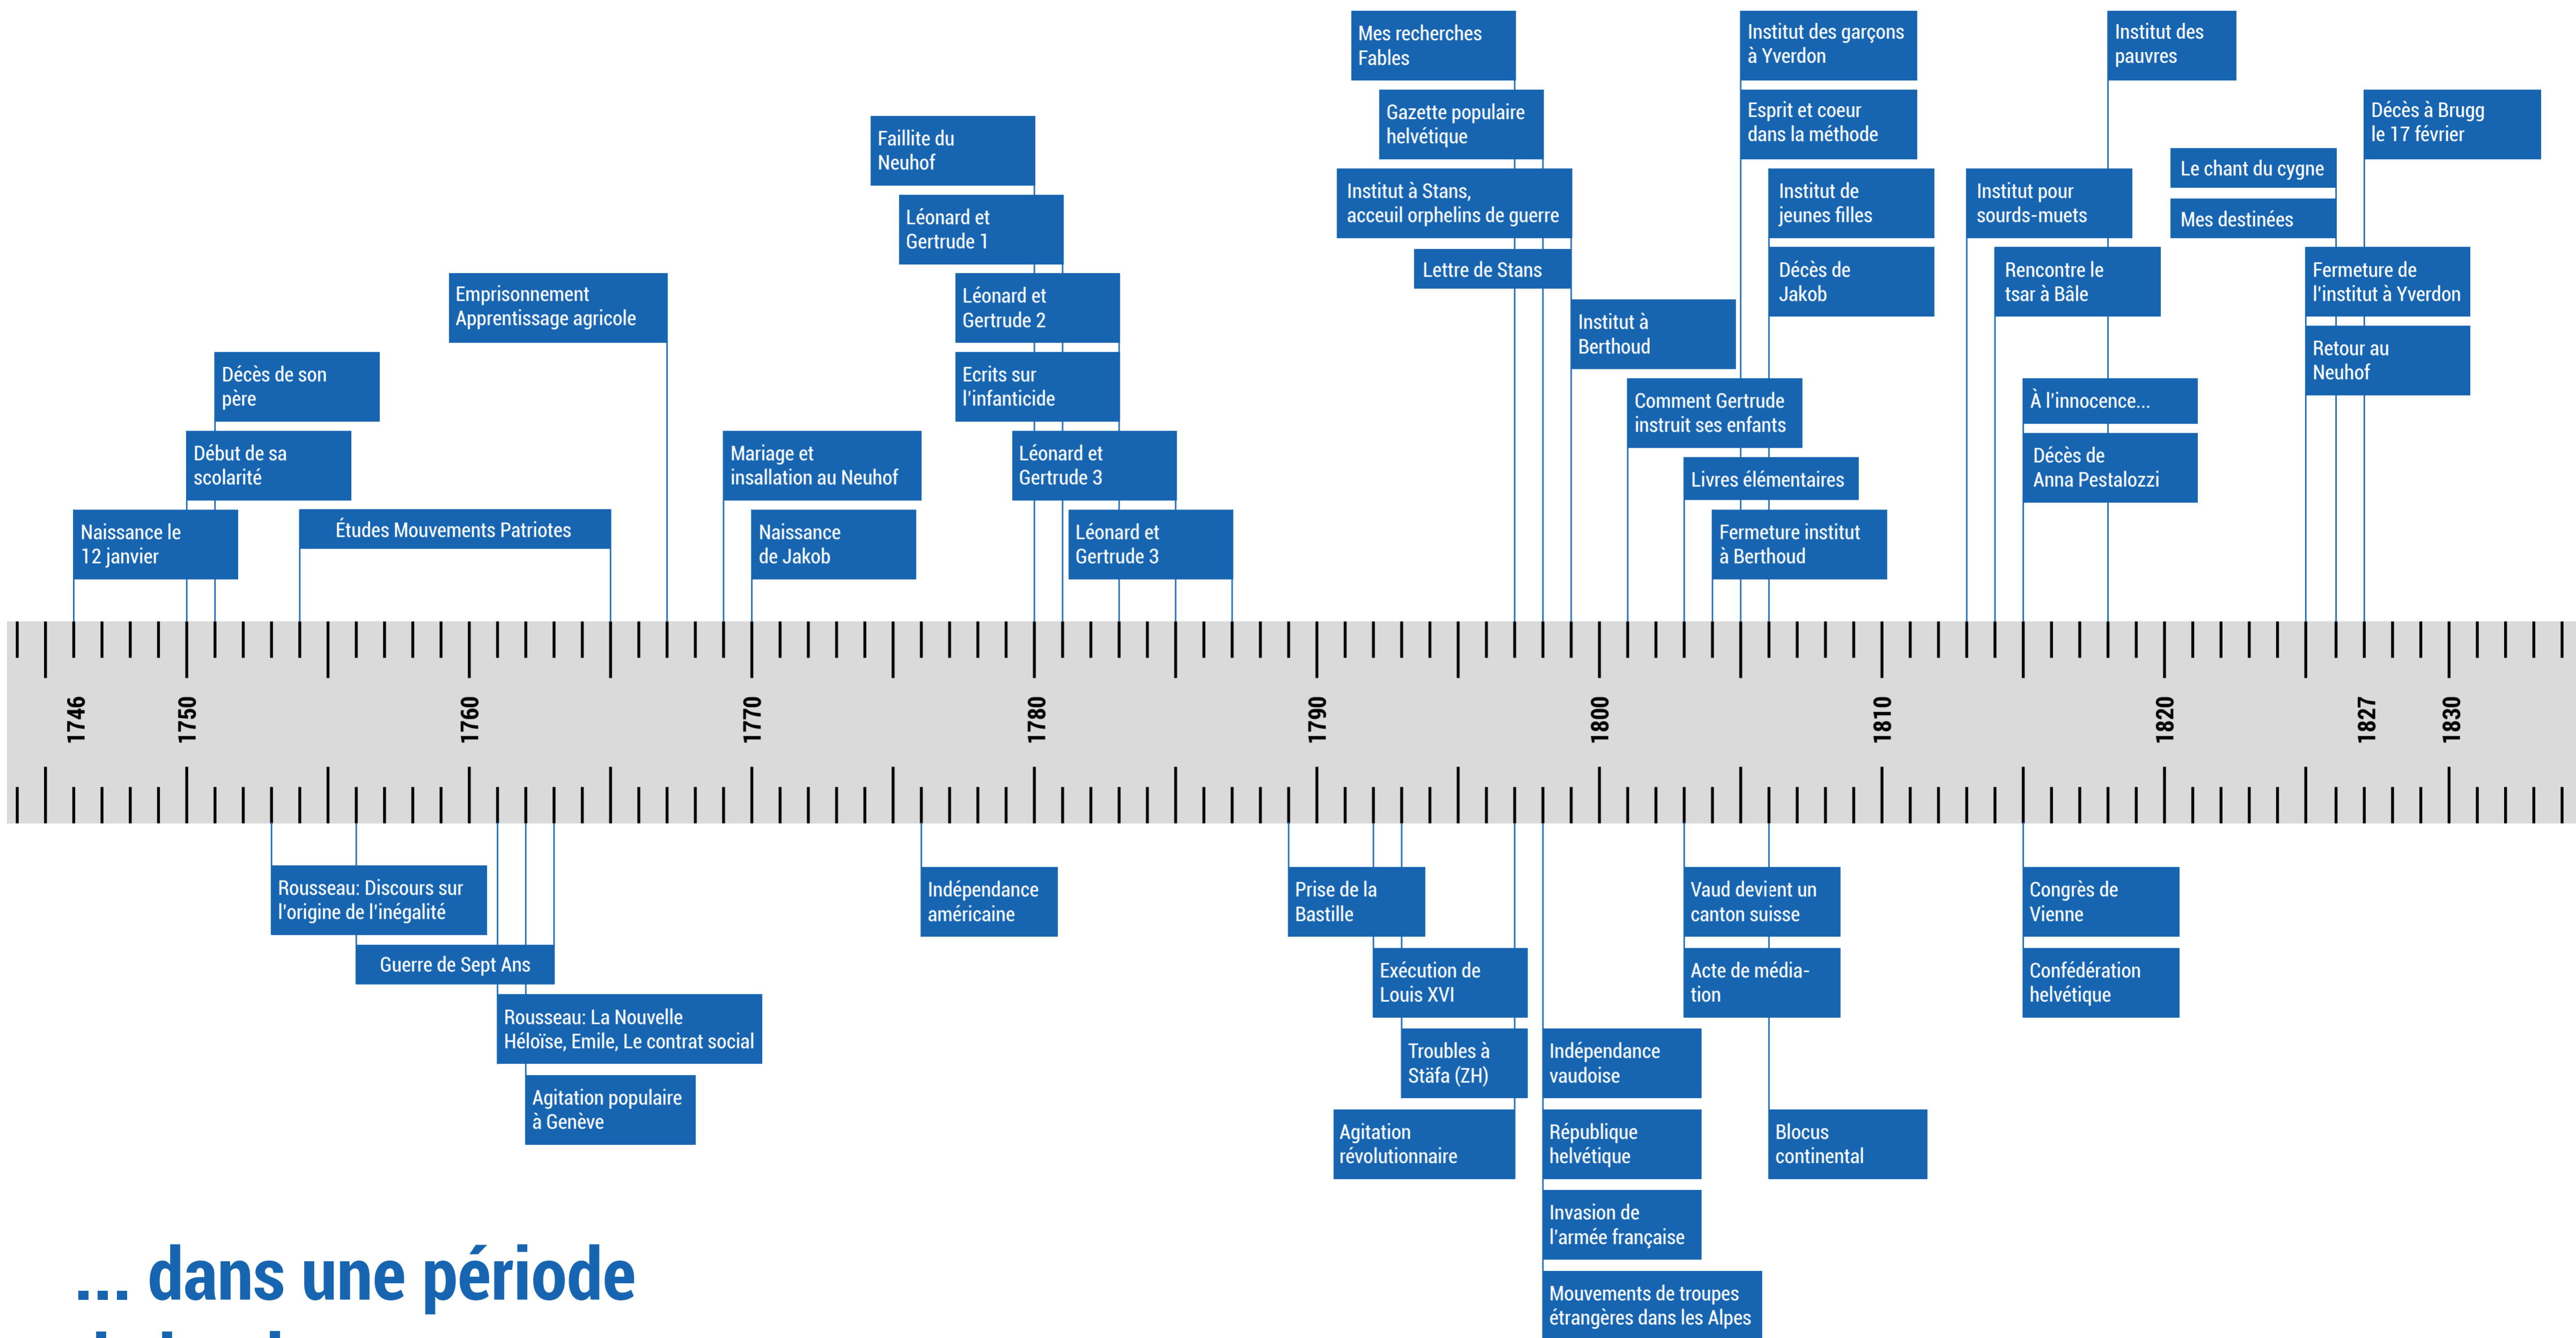 Mes recherches
Fables
Gazette populaire
helvétique
Institut à Stans,
acceuil orphelins de guerre
Lettre de Stans
Institut des garçons
à Yverdon
Esprit et coeur
dans la méthode
Institut de
jeunes filles
Décès de
Jakob
Institut des
pauvres
Institut pour
sourds-muets
Rencontre le
tsar à Bâle
Décès à Brugg
le 17 février
Le chant du cygne
Mes destinées
Fermeture de
l'institut à Yverdon
Retour au
Neuhof
Faillite du
Neuhof
Léonard et
Gertrude 1
Léonard et
Gertrude 2
Ecrits sur
l'infanticide
Léonard et
Gertrude 3
Léonard et
Gertrude 3
Emprisonnement
Apprentissage agricole
Décès de son
père
Début de sa
scolarité
Naissance le
12 janvier
Études Mouvements Patriotes
Mariage et
insallation au Neuhof
Naissance
de Jakob
Institut à
Berthoud
Comment Gertrude
instruit ses enfants
Livres élémentaires
Fermeture institut
à Berthoud
À l'innocence...
Décès de
Anna Pestalozzi
1746
1750
1760
1770
1780
1790
1800
1810
1820
1827
1830
Rousseau: Discours sur
l'origine de l'inégalité
Guerre de Sept Ans
Rousseau: La Nouvelle
Héloïse, Emile, Le contrat social
Agitation populaire
à Genève
Indépendance
américaine
Prise de la
Bastille
Exécution de
Louis XVI
Troubles à
Stäfa (ZH)
Agitation
révolutionnaire
Indépendance
vaudoise
République
helvétique
Invasion de
l'armée française
Mouvements de troupes
étrangères dans les Alpes
Vaud devient un
canton suisse
Acte de média-
tion
Blocus
continental
Congrès de
Vienne
Confédération
helvétique
... dans une période